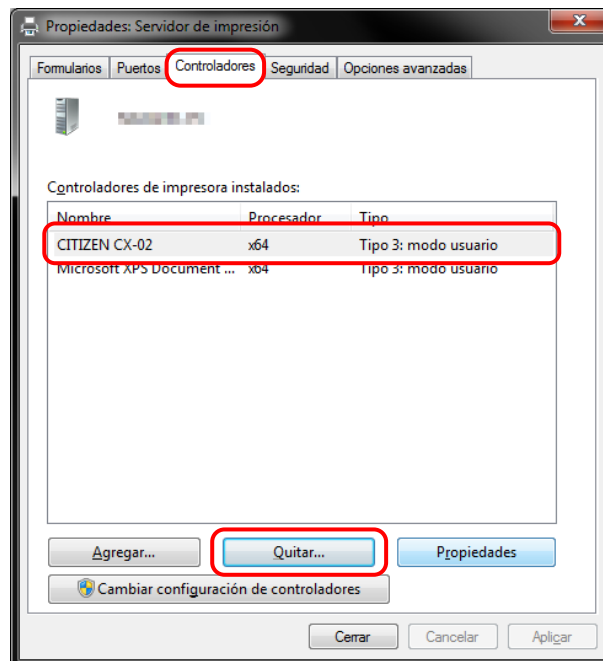 Propiedades: Servidor de impresión
Formularios Puertos Controladores Seguridad Opciones avanzadas
Controladores de impresora instalados:
Nombre Procesador Tipo
CITIZEN CX-02 x64 Tipo 3: modo usuario
Microsoft XPS Document ... x64 Tipo 3: modo usuario
Agregar... Quitar... Propiedades
Cambiar configuración de controladores
Cerrar Cancelar Aplicar